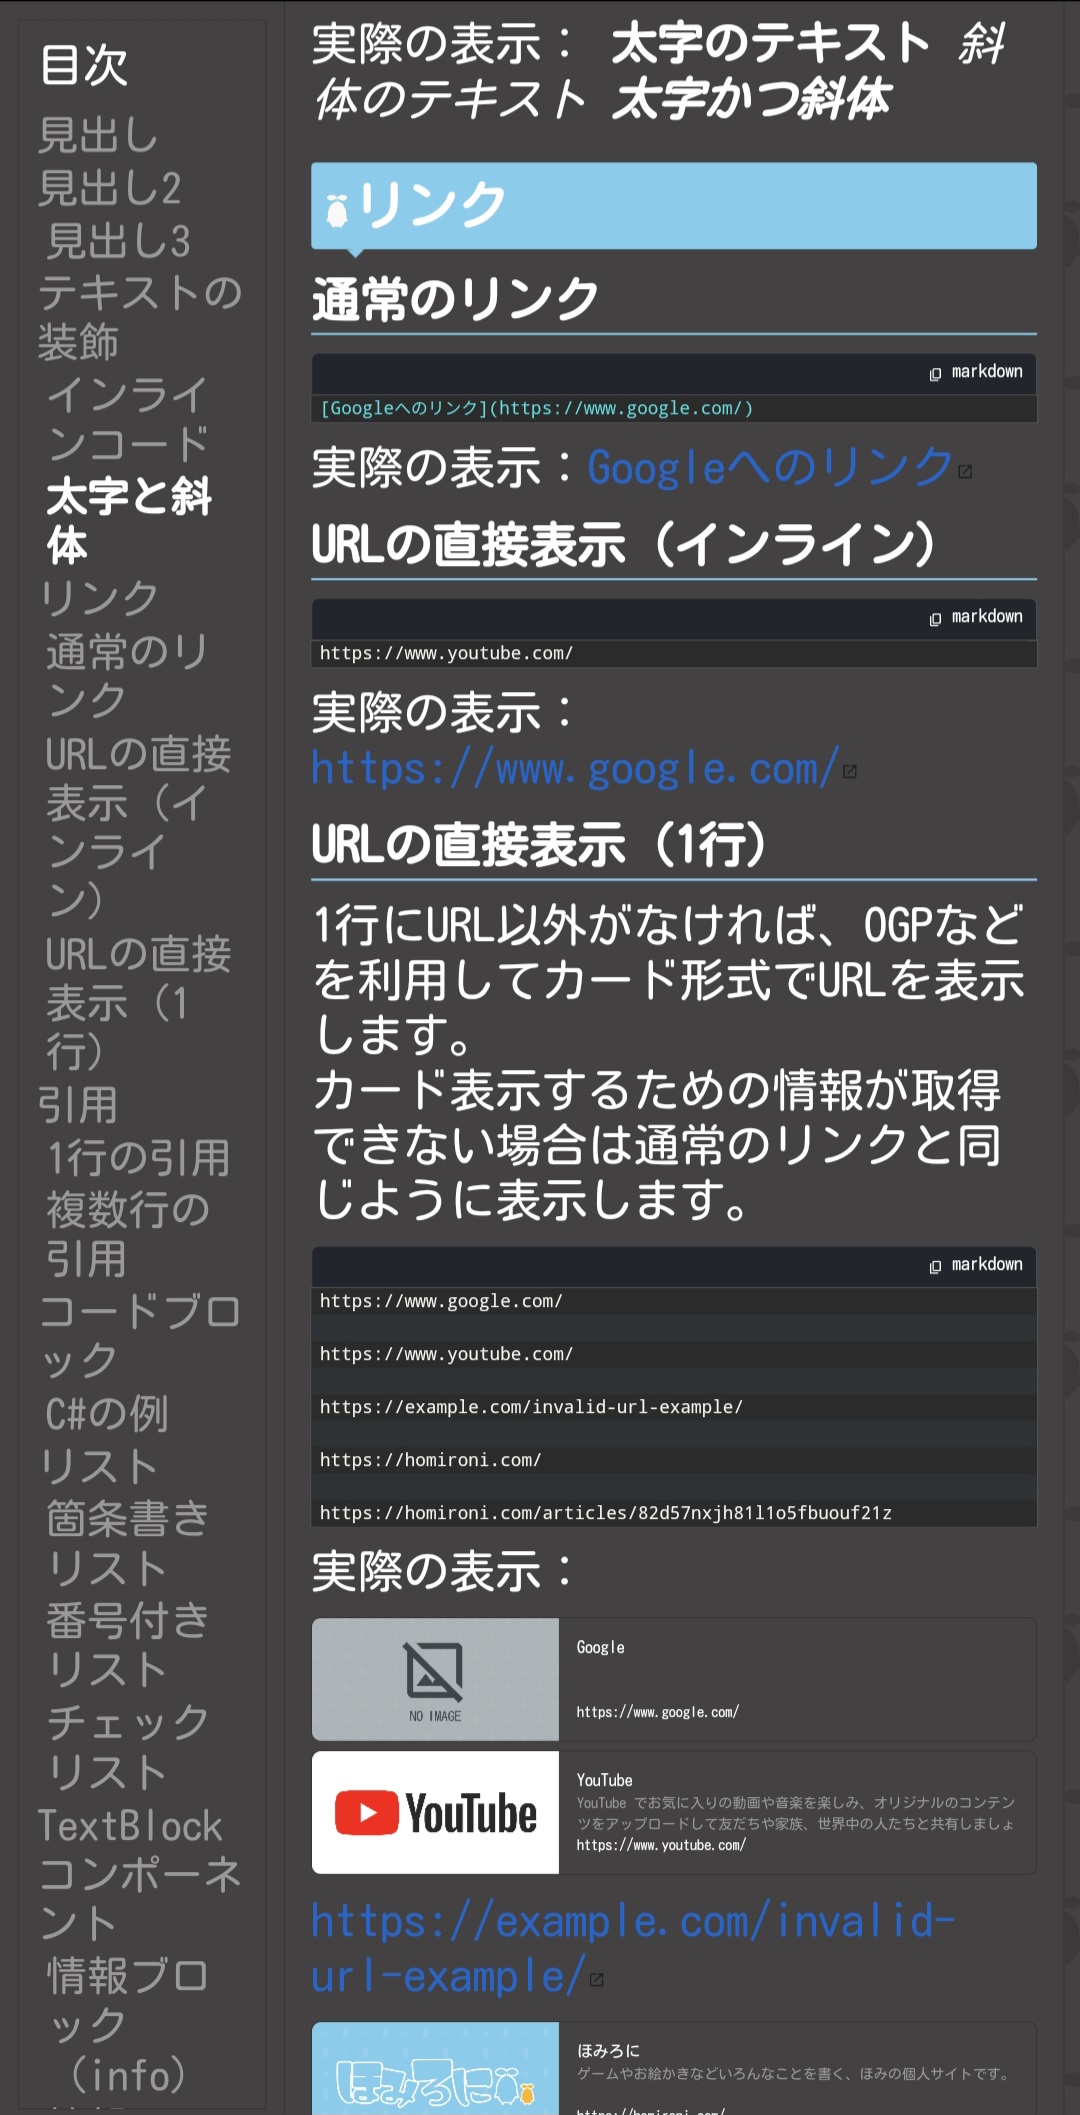 目次
見出し
見出し2
見出し3
テキストの
装飾
インライ
ンコード
太字と斜
体
リンク
通常のリ
ンク
URLの直接
表示（イ
ンライ
ン）
URLの直接
表示（1
行）
引用
1行の引用
複数行の
引用
コードブロ
ック
C#の例
リスト
箇条書き
リスト
番号付き
リスト
チェック
リスト
TextBlock
コンポーネ
ント
情報ブロ
ック
（info）
実際の表示： 太字のテキスト 斜
体のテキスト 太字かつ斜体
リンク
通常のリンク
markdown
[Googleへのリンク](https://www.google.com/)
実際の表示：Googleへのリンク
URLの直接表示（インライン）
markdown
https://www.youtube.com/
実際の表示：
https://www.google.com/
URLの直接表示（1行）
1行にURL以外がなければ、OGPなど
を利用してカード形式でURLを表示
します。
カード表示するための情報が取得
できない場合は通常のリンクと同
じように表示します。
markdown
https://www.google.com/
https://www.youtube.com/
https://example.com/invalid-url-example/
https://homironi.com/
https://homironi.com/articles/82d57nxjh81l1o5fbuouf21z
実際の表示：
NO IMAGE
Google
https://www.google.com/
YouTube
YouTube
YouTube でお気に入りの動画や音楽を楽しみ、オリジナルのコンテン
ツをアップロードして友だちや家族、世界中の人たちと共有しましょ
https://www.youtube.com/
https://example.com/invalid-
url-example/
ほみろに
ほみろに
ゲームやお絵かきなどいろんなことを書く、ほみの個人サイトです。
https://homironi.com/